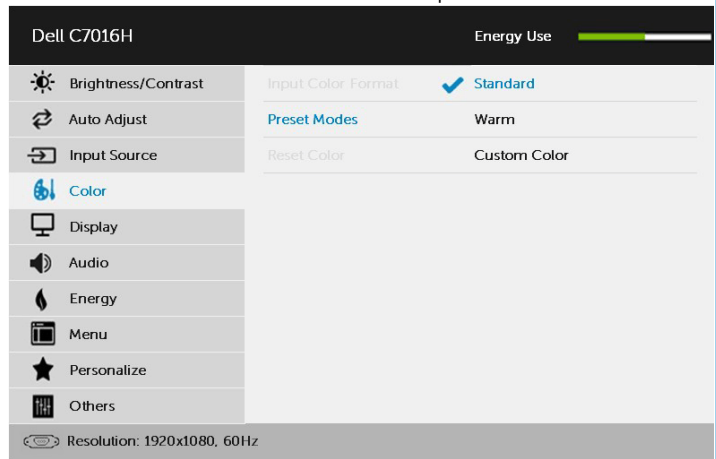 Dell C7016H Energy Use
Brightness/Contrast Input Color Format Standard
Auto Adjust Preset Modes Warm
Input Source Reset Color Custom Color
Color
Display
Audio
Energy
Menu
Personalize
Others
Resolution: 1920x1080, 60Hz